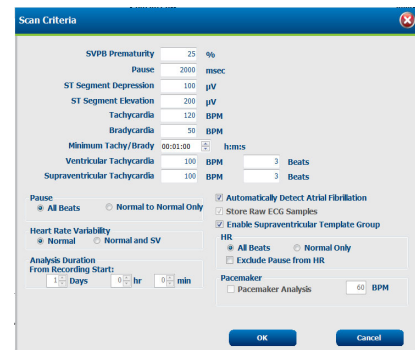 Scan Criteria
SVPB Prematurity 25 %
Pause 2000 msec
ST Segment Depression 100 µV
ST Segment Elevation 200 µV
Tachycardia 120 BPM
Bradycardia 50 BPM
Minimum Tachy/Brady 00:01:00 h:m:s
Ventricular Tachycardia 100 BPM 3 Beats
Supraventricular Tachycardia 100 BPM 3 Beats
Pause
All Beats Normal to Normal Only
Heart Rate Variability
Normal Normal and SV
Analysis Duration
From Recording Start:
1 Days 0 hr 0 min
Automatically Detect Atrial Fibrillation
Store Raw ECG Samples
Enable Supraventricular Template Group
HR
All Beats Normal Only
Exclude Pause from HR
Pacemaker
Pacemaker Analysis 60 BPM
OK Cancel